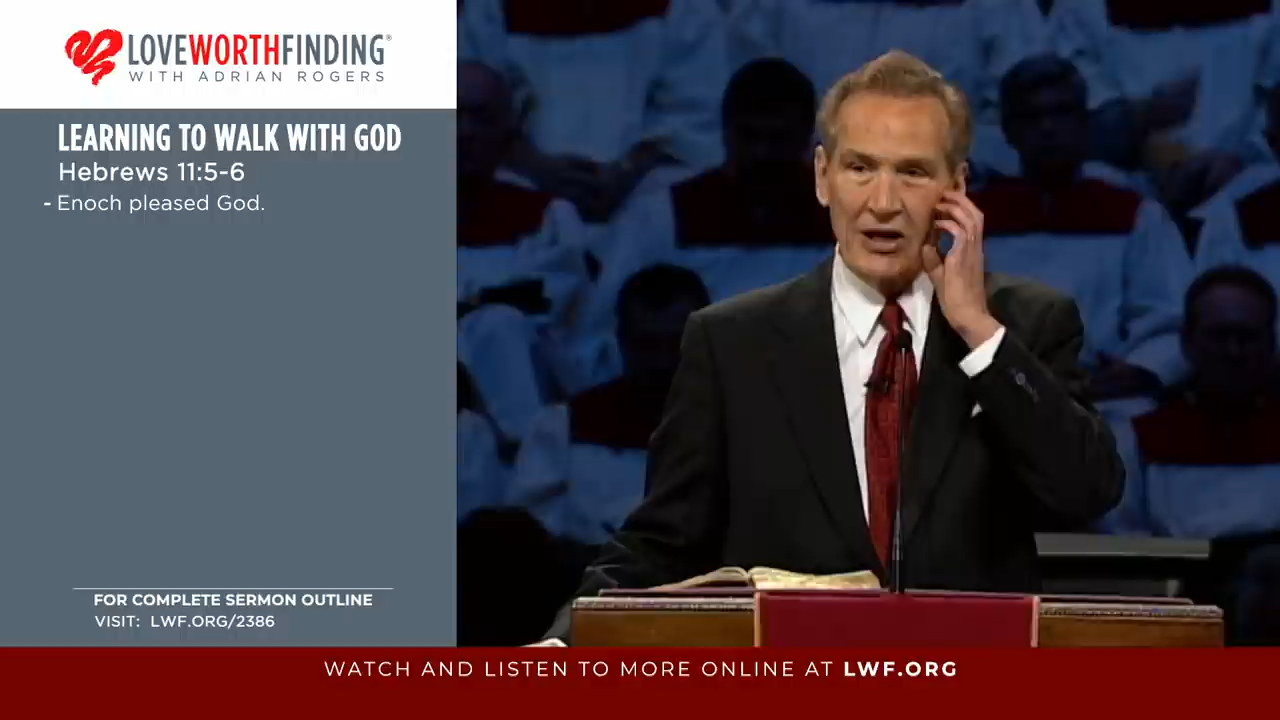 LOVEWORTHFINDING®
WITH ADRIAN ROGERS
LEARNING TO WALK WITH GOD
Hebrews 11:5-6
- Enoch pleased God.
FOR COMPLETE SERMON OUTLINE
VISIT: LWF.ORG/2386
WATCH AND LISTEN TO MORE ONLINE AT LWF.ORG